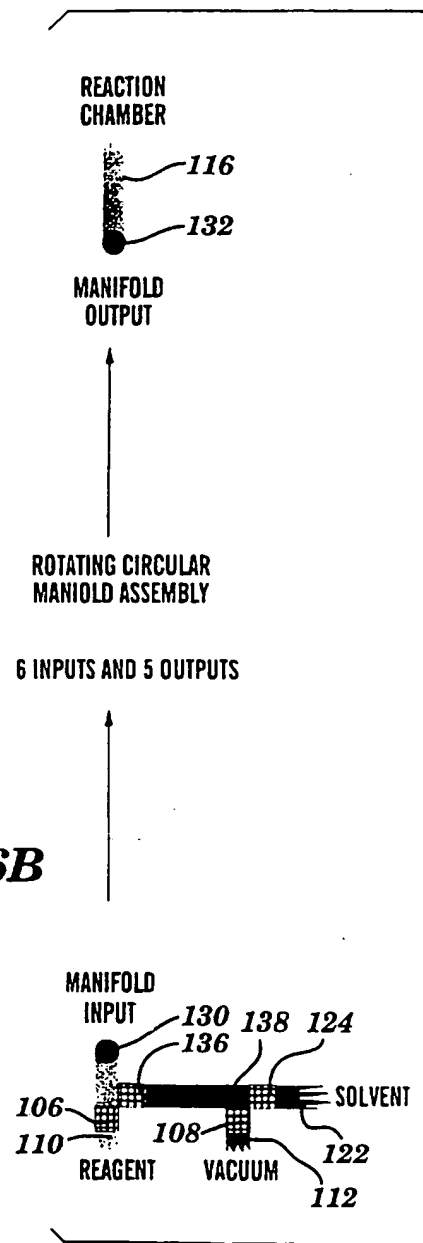 REACTION
CHAMBER
116
132
MANIFOLD
OUTPUT
ROTATING CIRCULAR
MANIOLD ASSEMBLY
6 INPUTS AND 5 OUTPUTS
6B
MANIFOLD
INPUT
130
138
124
136
106
SOLVENT
110
108
122
REAGENT
VACUUM
112